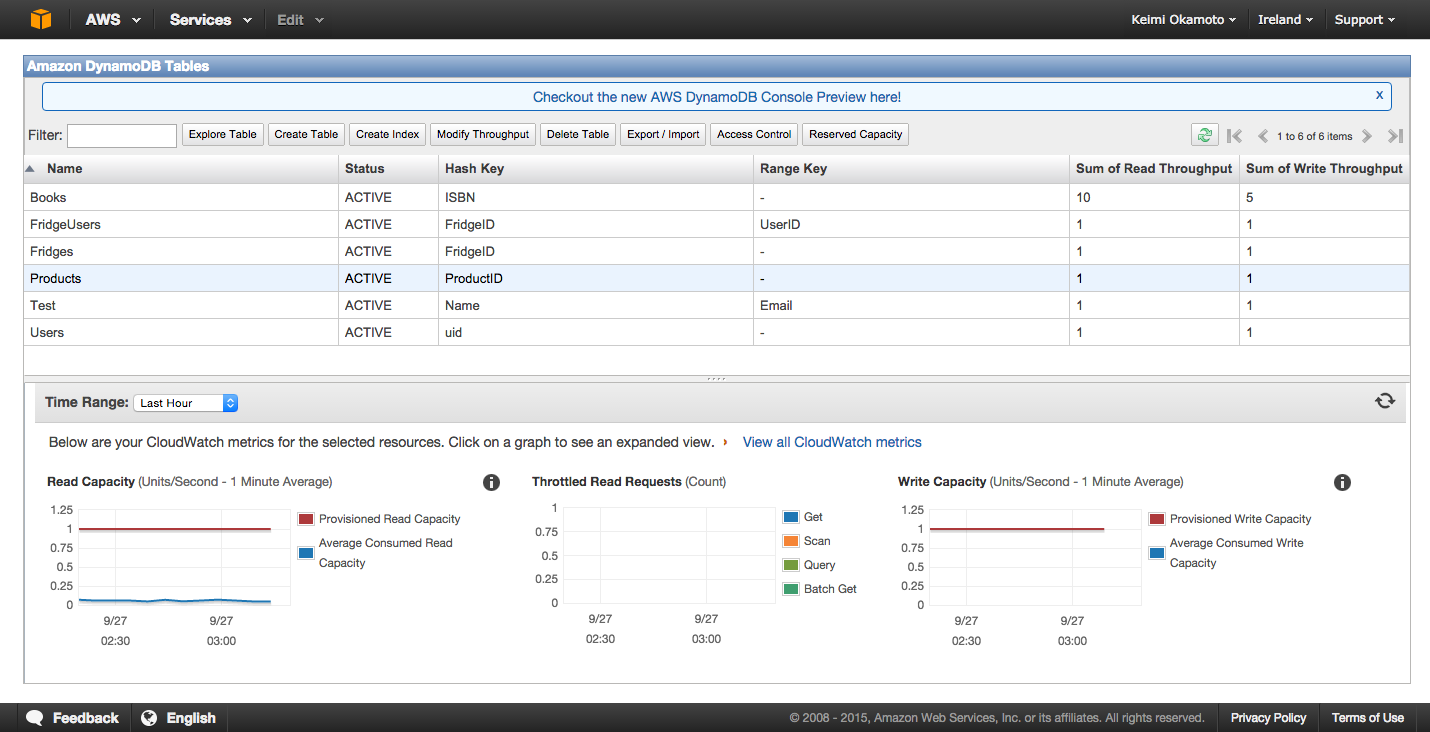 AWS Services Edit Keimi Okamoto Ireland Support
Amazon DynamoDB Tables
Checkout the new AWS DynamoDB Console Preview here! X
Filter: Explore Table Create Table Create Index Modify Throughput Delete Table Export / Import Access Control Reserved Capacity 1 to 6 of 6 items
Name Status Hash Key Range Key Sum of Read Throughput Sum of Write Throughput
Books ACTIVE ISBN - 10 5
FridgeUsers ACTIVE FridgeID UserID 1 1
Fridges ACTIVE FridgeID - 1 1
Products ACTIVE ProductID - 1 1
Test ACTIVE Name Email 1 1
Users ACTIVE uid - 1 1
Time Range: Last Hour
Below are your CloudWatch metrics for the selected resources. Click on a graph to see an expanded view. View all CloudWatch metrics
Read Capacity (Units/Second - 1 Minute Average)
1.25
1
0.75
0.5
0.25
0
9/27 9/27
02:30 03:00
Provisioned Read Capacity
Average Consumed Read
Capacity
Throttled Read Requests (Count)
1
0.75
0.5
0.25
0
9/27 9/27
02:30 03:00
Get
Scan
Query
Batch Get
Write Capacity (Units/Second - 1 Minute Average)
1.25
1
0.75
0.5
0.25
0
9/27 9/27
02:30 03:00
Provisioned Write Capacity
Average Consumed Write
Capacity
Feedback English © 2008 - 2015, Amazon Web Services, Inc. or its affiliates. All rights reserved. Privacy Policy Terms of Use